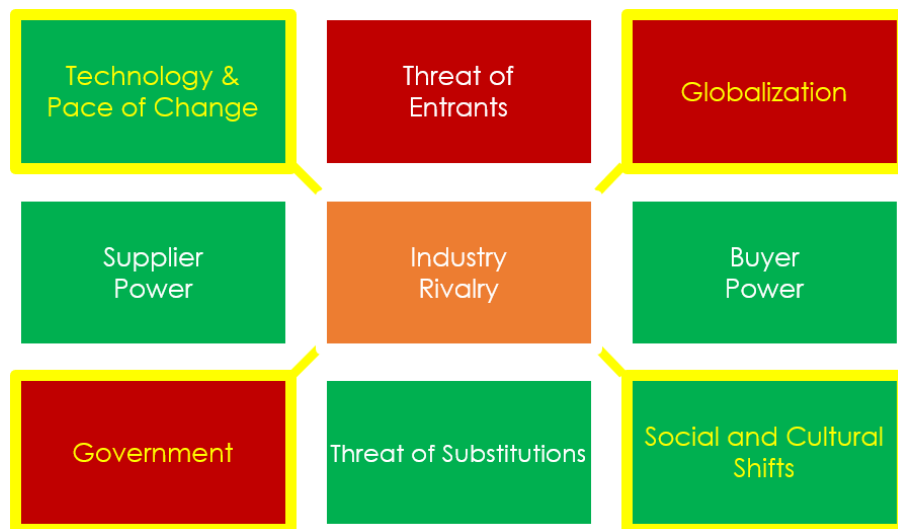 Technology &
Pace of Change
Threat of
Entrants
Globalization
Supplier
Power
Industry
Rivalry
Buyer
Power
Government
Threat of Substitutions
Social and Cultural
Shifts